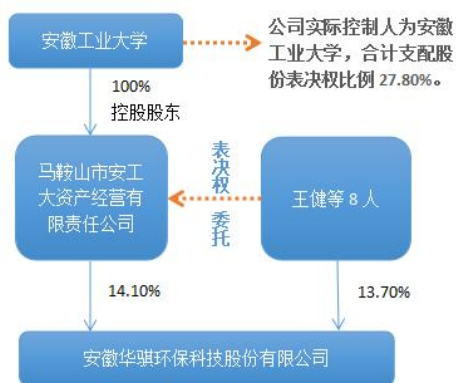 安徽工业大学
公司实际控制人为安徽
工业大学，合计支配股
份表决权比例 27.80%。
100%
控股股东
马鞍山市安工
大资产经营有
限责任公司
表决权
委托
王健等 8 人
14.10%
13.70%
安徽华骐环保科技股份有限公司